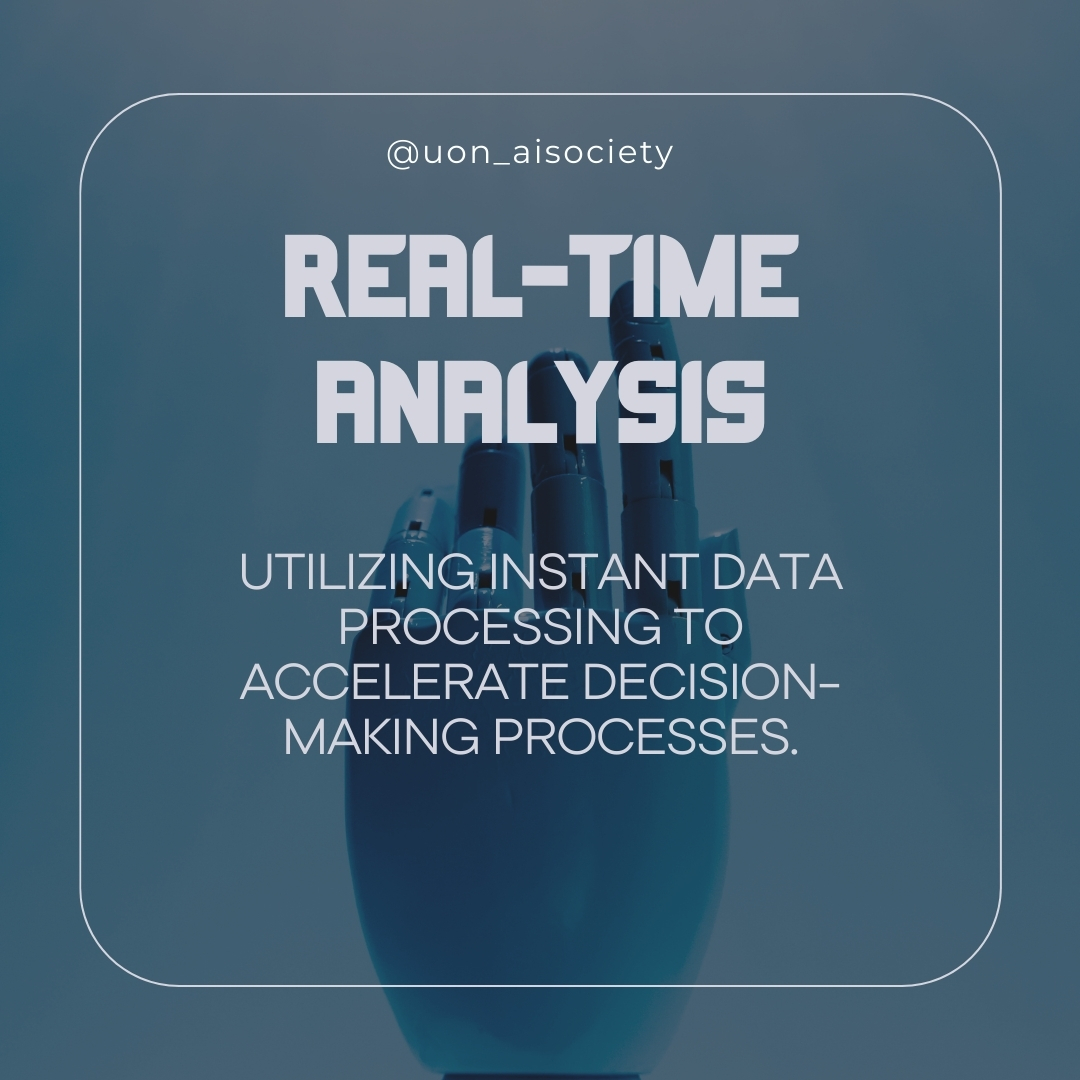 @uon_aisociety
REAL-TIME
ANALYSIS
UTILIZING INSTANT DATA
PROCESSING TO
ACCELERATE DECISION-
MAKING PROCESSES.